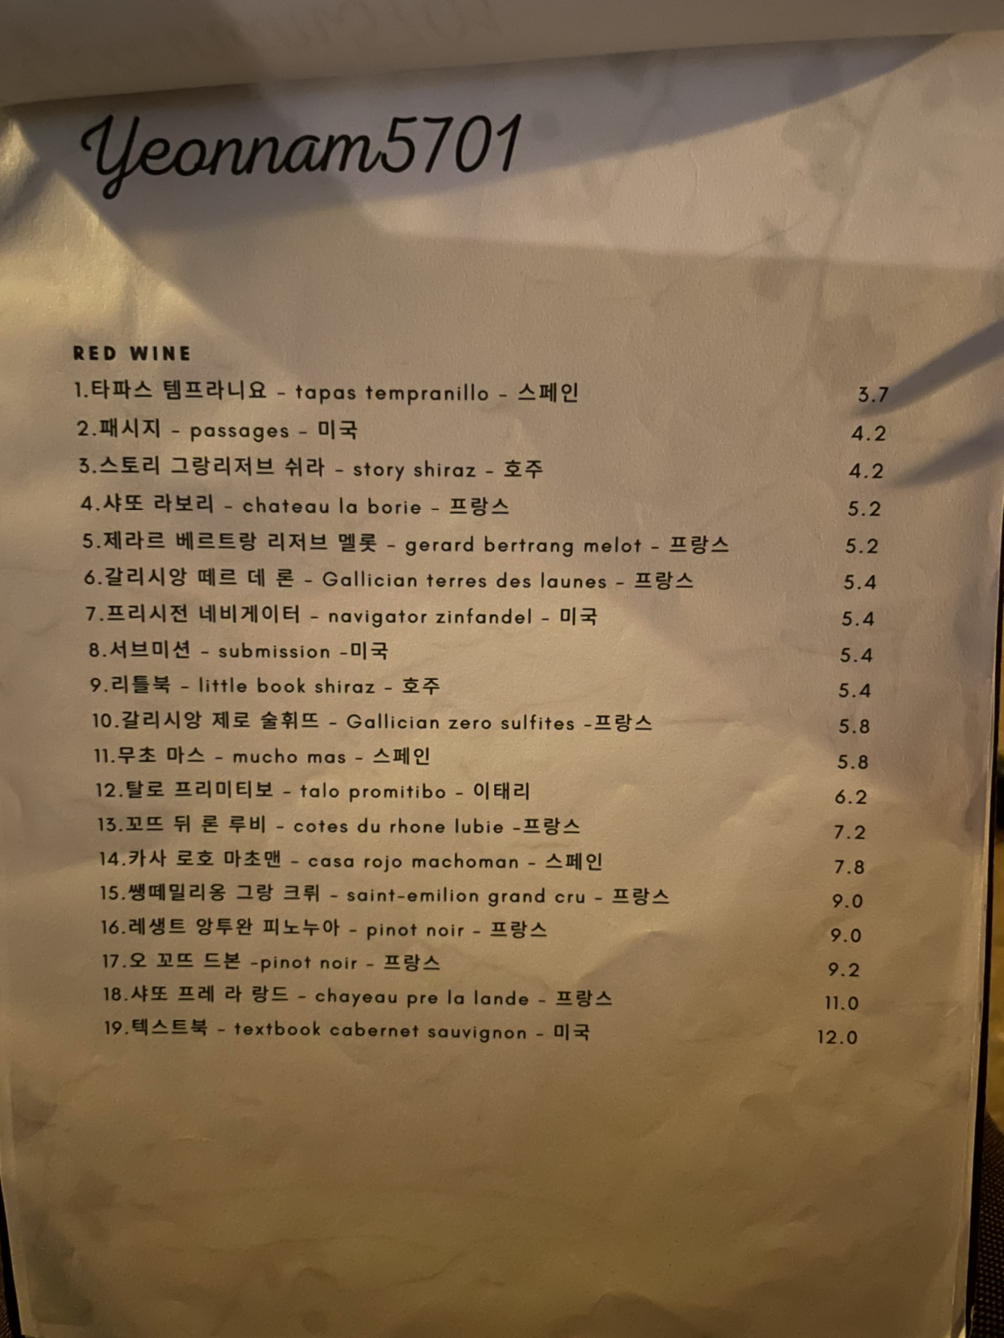 Yeonnam5701
RED WINE
1.타파스 템프라니요 - tapas tempranillo - 스페인 3.7
2.패시지 - passages - 미국 4.2
3.스토리 그랑리저브 쉬라 - story shiraz - 호주 4.2
4.샤또 라보리 - chateau la borie - 프랑스 5.2
5.제라르 베르트랑 리저브 멜롯 - gerard bertrang melot - 프랑스 5.2
6.갈리시앙 떼르 데 론 - Gallician terres des launes - 프랑스 5.4
7.프리시전 네비게이터 - navigator zinfandel - 미국 5.4
8.서브미션 - submission -미국 5.4
9.리틀북 - little book shiraz - 호주 5.4
10.갈리시앙 제로 술휘뜨 - Gallician zero sulfites -프랑스 5.8
11.무초 마스 - mucho mas - 스페인 5.8
12.탈로 프리미티보 - talo promitibo - 이태리 6.2
13.꼬뜨 뒤 론 루비 - cotes du rhone lubie -프랑스 7.2
14.카사 로호 마초맨 - casa rojo machoman - 스페인 7.8
15.쌩떼밀리옹 그랑 크뤼 - saint-emilion grand cru - 프랑스 9.0
16.레생트 앙투완 피노누아 - pinot noir - 프랑스 9.0
17.오 꼬뜨 드본 -pinot noir - 프랑스 9.2
18.샤또 프레 라 랑드 - chayeau pre la lande - 프랑스 11.0
19.텍스트북 - textbook cabernet sauvignon - 미국 12.0